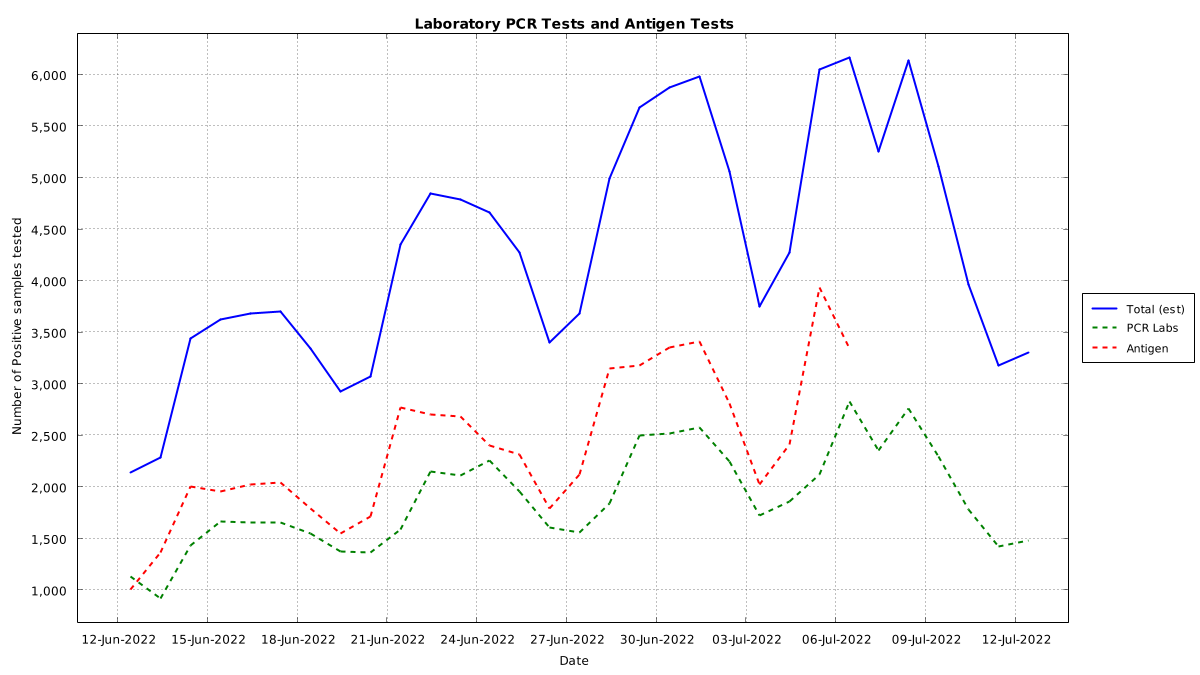 Laboratory PCR Tests and Antigen Tests
6,000
5,500
5,000
4,500
4,000
3,500
3,000
2,500
2,000
1,500
1,000
Number of Positive samples tested
Total (est)
PCR Labs
Antigen
12-Jun-2022 15-Jun-2022 18-Jun-2022 21-Jun-2022 24-Jun-2022 27-Jun-2022 30-Jun-2022 03-Jul-2022 06-Jul-2022 09-Jul-2022 12-Jul-2022
Date